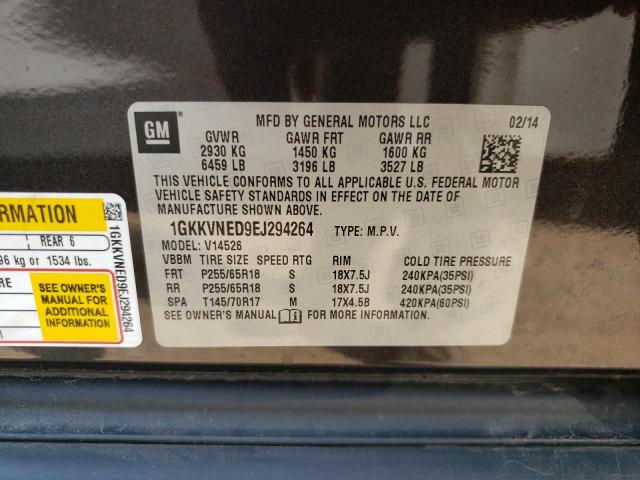 GM
MFD BY GENERAL MOTORS LLC 02/14
GVWR GAWR FRT GAWR RR
2930 KG 1450 KG 1600 KG
6459 LB 3196 LB 3527 LB
THIS VEHICLE CONFORMS TO ALL APPLICABLE U.S. FEDERAL MOTOR
VEHICLE SAFETY STANDARDS IN EFFECT ON THE DATE OF
MANUFACTURE SHOWN ABOVE.
1GKKVNED9EJ294264 TYPE: M.P.V.
MODEL: V14526
VBBM TIRE SIZE SPEED RTG RIM COLD TIRE PRESSURE
FRT P255/65R18 S 18X7.5J 240KPA(35PSI)
RR P255/65R18 S 18X7.5J 240KPA(35PSI)
SPA T145/70R17 M 17X4.5B 420KPA(60PSI)
SEE OWNER'S MANUAL FOR MORE INFORMATION.
ORMATION
REAR 6
96 kg or 1534 lbs.
RE
SEE OWNER'S
MANUAL FOR
ADDITIONAL
INFORMATION
1GKKVNED9EJ294264